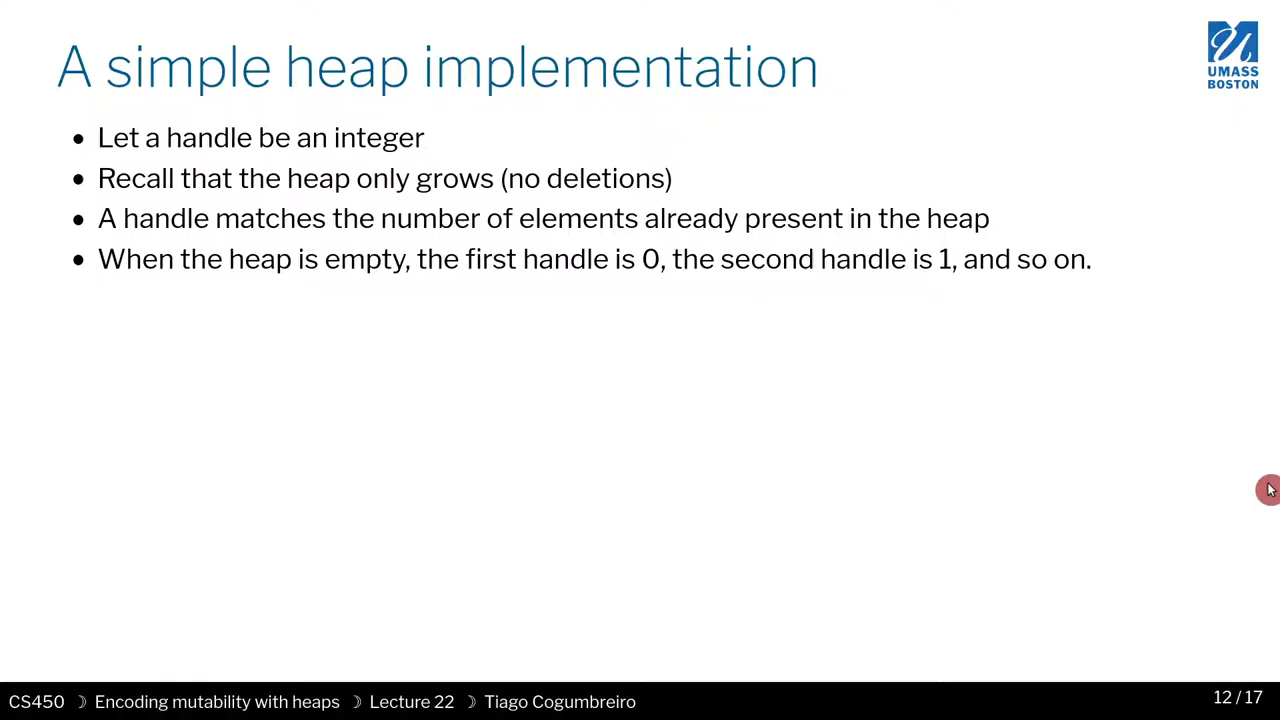 A simple heap implementation
UMASS
BOSTON
• Let a handle be an integer
• Recall that the heap only grows (no deletions)
• A handle matches the number of elements already present in the heap
• When the heap is empty, the first handle is 0, the second handle is 1, and so on.
CS450 ☽ Encoding mutability with heaps ☽ Lecture 22 ☽ Tiago Cogumbreiro
12 / 17